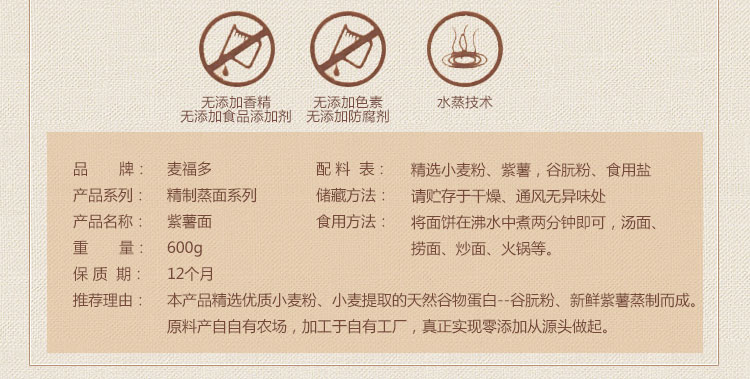 无添加香精
无添加食品添加剂
无添加色素
无添加防腐剂
水蒸技术
品 牌： 麦福多
产品系列： 精制蒸面系列
产品名称： 紫薯面
重 量： 600g
保 质 期： 12个月
配 料 表： 精选小麦粉、紫薯，谷朊粉、食用盐
储藏方法： 请贮存于干燥、通风无异味处
食用方法： 将面饼在沸水中煮两分钟即可，汤面、
捞面、炒面、火锅等。
推荐理由： 本产品精选优质小麦粉、小麦提取的天然谷物蛋白--谷朊粉、新鲜紫薯蒸制而成。
原料产自自有农场，加工于自有工厂，真正实现零添加从源头做起。